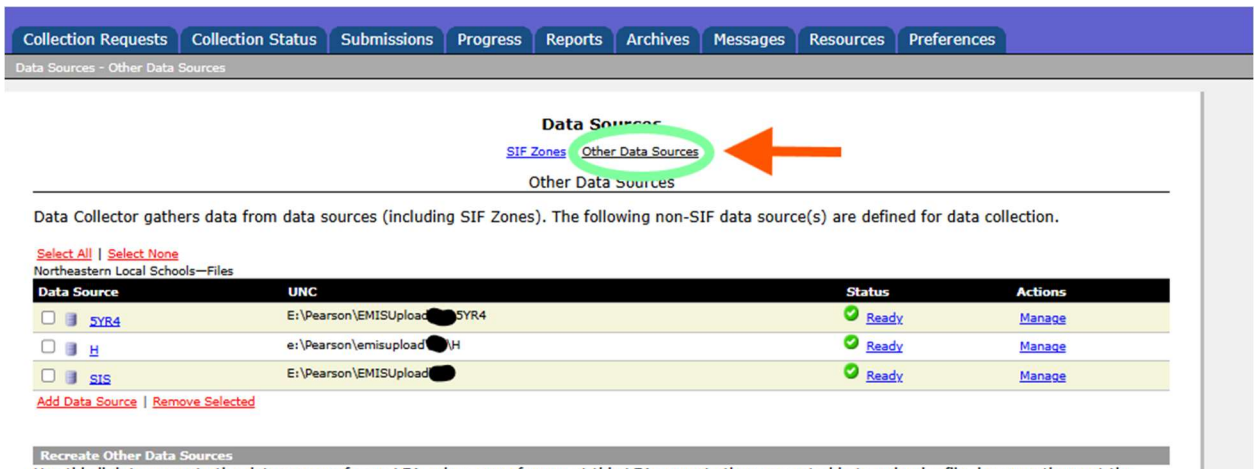 Collection Requests Collection Status Submissions Progress Reports Archives Messages Resources Preferences
Data Sources - Other Data Sources
Data Sources
SIF Zones Other Data Sources
Other Data Sources
Data Collector gathers data from data sources (including SIF Zones). The following non-SIF data source(s) are defined for data collection.
Select All | Select None
Northeastern Local Schools—Files
Data Source UNC Status Actions
5YR4 E:\Pearson\EMISUpload 5YR4 Ready Manage
H e:\Pearson\emisupload \H Ready Manage
SIS E:\Pearson\EMISUpload Ready Manage
Add Data Source | Remove Selected
Recreate Other Data Sources